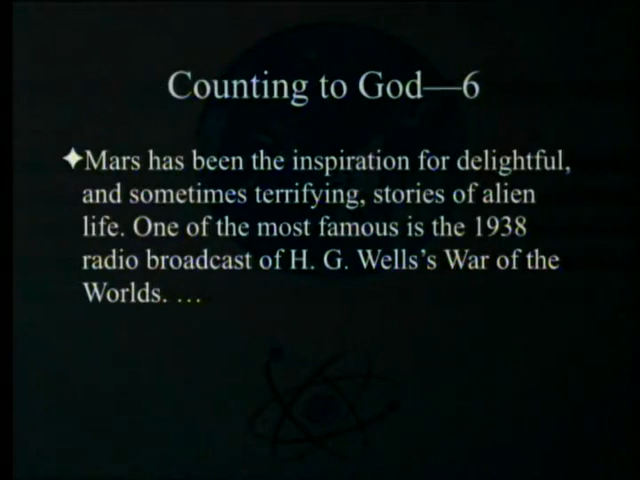 Counting to God—6
✦Mars has been the inspiration for delightful,
and sometimes terrifying, stories of alien
life. One of the most famous is the 1938
radio broadcast of H. G. Wells’s War of the
Worlds. …